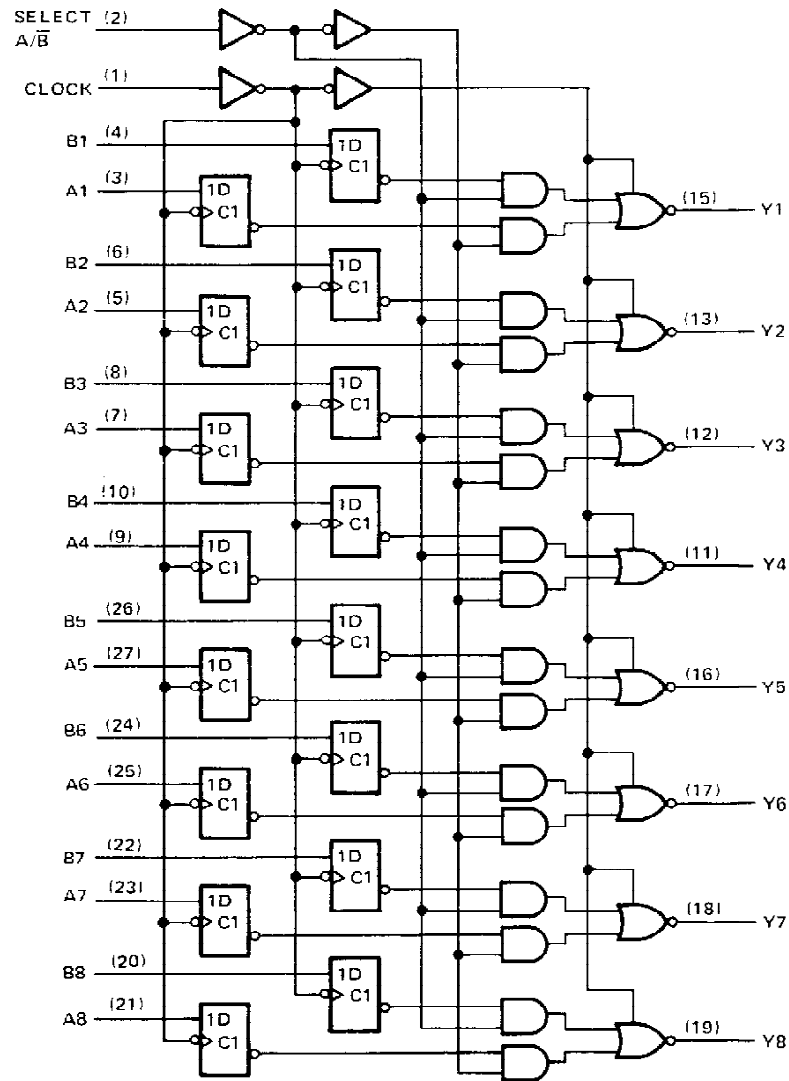 SELECT (2)
A/B̅
CLOCK (1)
B1 (4) 1D
C1
A1 (3) 1D
C1
(15) Y1
B2 (6) 1D
C1
A2 (5) 1D
C1
(13) Y2
B3 (8) 1D
C1
A3 (7) 1D
C1
(12) Y3
B4 (10) 1D
C1
A4 (9) 1D
C1
(11) Y4
B5 (26) 1D
C1
A5 (27) 1D
C1
(16) Y5
B6 (24) 1D
C1
A6 (25) 1D
C1
(17) Y6
B7 (22) 1D
C1
A7 (23) 1D
C1
(18) Y7
B8 (20) 1D
C1
A8 (21) 1D
C1
(19) Y8